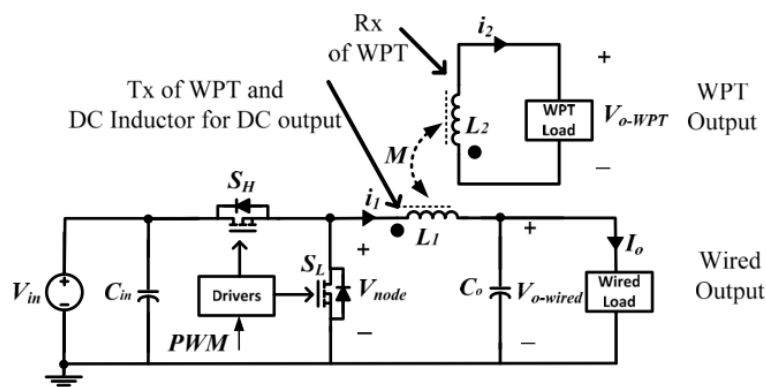 Rx
of WPT
i2
+
Tx of WPT and
DC Inductor for DC output
L2
WPT
Load
Vo-WPT
WPT
Output
M
−
SH
i1
L1
+
+
Io
Vin
+
−
Cin
Drivers
SL
Vnode
Co
Vo-wired
Wired
Load
Wired
Output
PWM
−
−